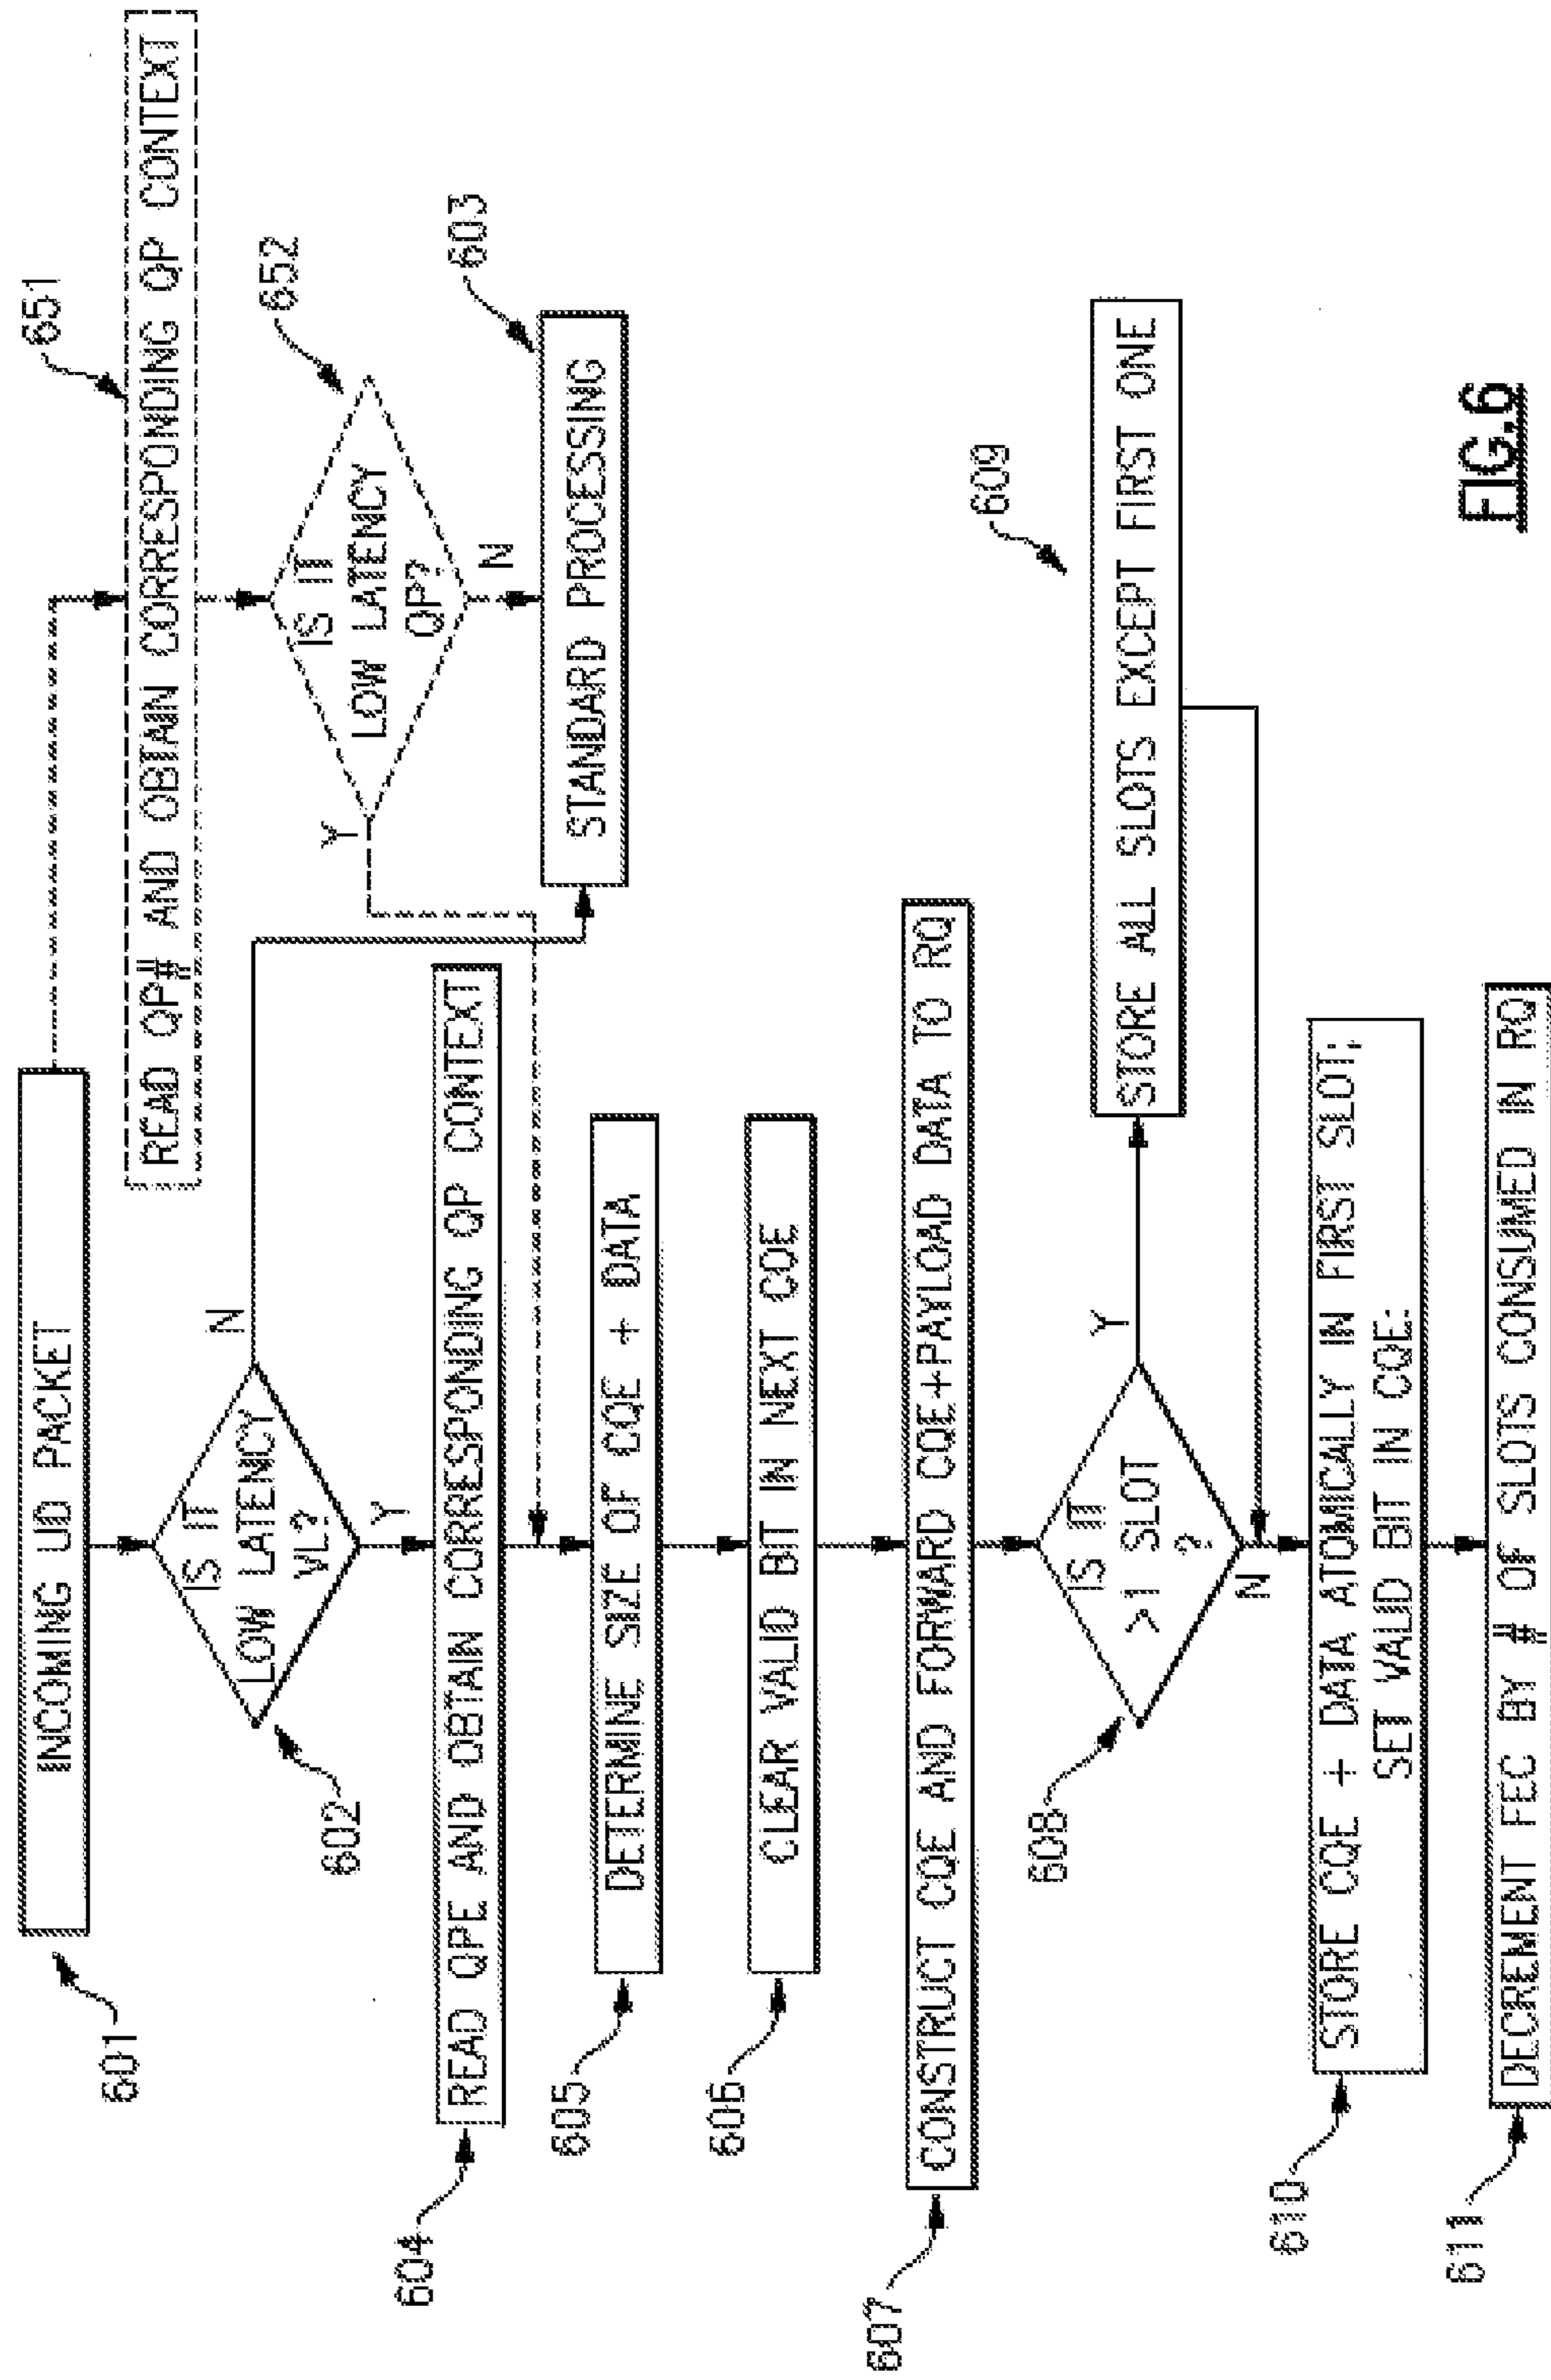 601
INCOMING UD PACKET
651
READ QP# AND OBTAIN CORRESPONDING QP CONTEXT
602
IS IT
LOW LATENCY
VL?
N
Y
652
IS IT
LOW LATENCY
QP?
Y
N
603
STANDARD PROCESSING
604
READ QPE AND OBTAIN CORRESPONDING QP CONTEXT
605
DETERMINE SIZE OF CQE + DATA
606
CLEAR VALID BIT IN NEXT CQE
607
CONSTRUCT CQE AND FORWARD CQE+PAYLOAD DATA TO RQ
608
IS IT
>1 SLOT
?
Y
N
609
STORE ALL SLOTS EXCEPT FIRST ONE
610
STORE CQE + DATA ATOMICALLY IN FIRST SLOT;
SET VALID BIT IN CQE:
611
DECREMENT FEC BY # OF SLOTS CONSUMED IN RQ
FIG.6